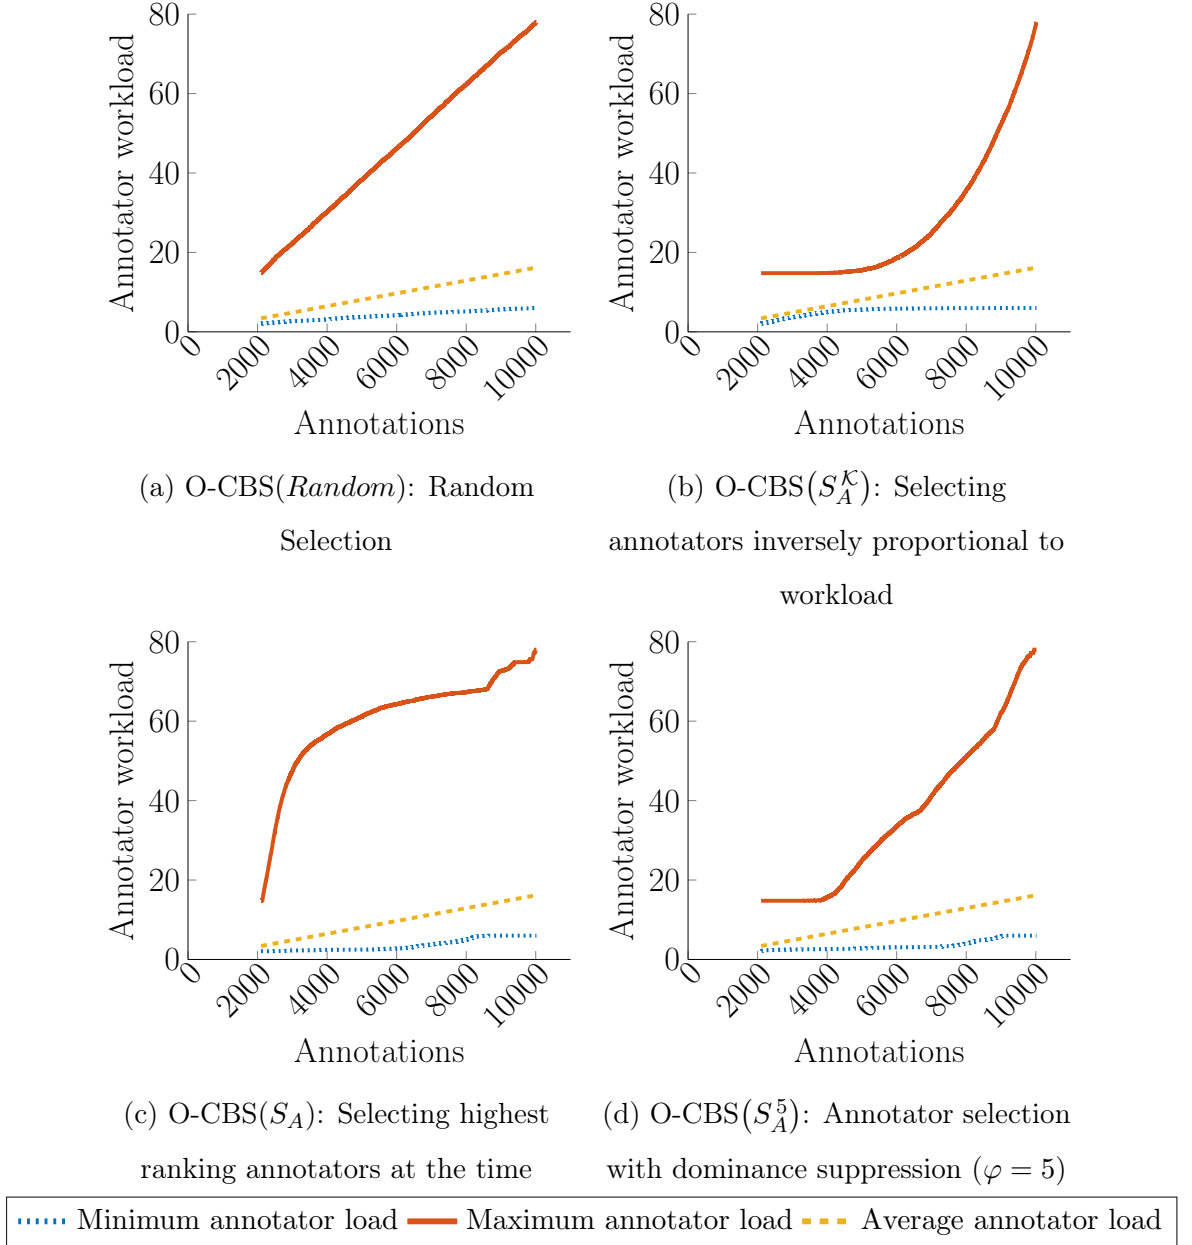 80
60
40
20
0
0
2000
4000
6000
8000
10000
Annotator workload
Annotations
(a) O-CBS(Random): Random
Selection
80
60
40
20
0
0
2000
4000
6000
8000
10000
Annotator workload
Annotations
(b) O-CBS(S_A^𝒦): Selecting
annotators inversely proportional to
workload
80
60
40
20
0
0
2000
4000
6000
8000
10000
Annotator workload
Annotations
(c) O-CBS(S_A): Selecting highest
ranking annotators at the time
80
60
40
20
0
0
2000
4000
6000
8000
10000
Annotator workload
Annotations
(d) O-CBS(S_A^5): Annotator selection
with dominance suppression (φ = 5)
Minimum annotator load Maximum annotator load Average annotator load